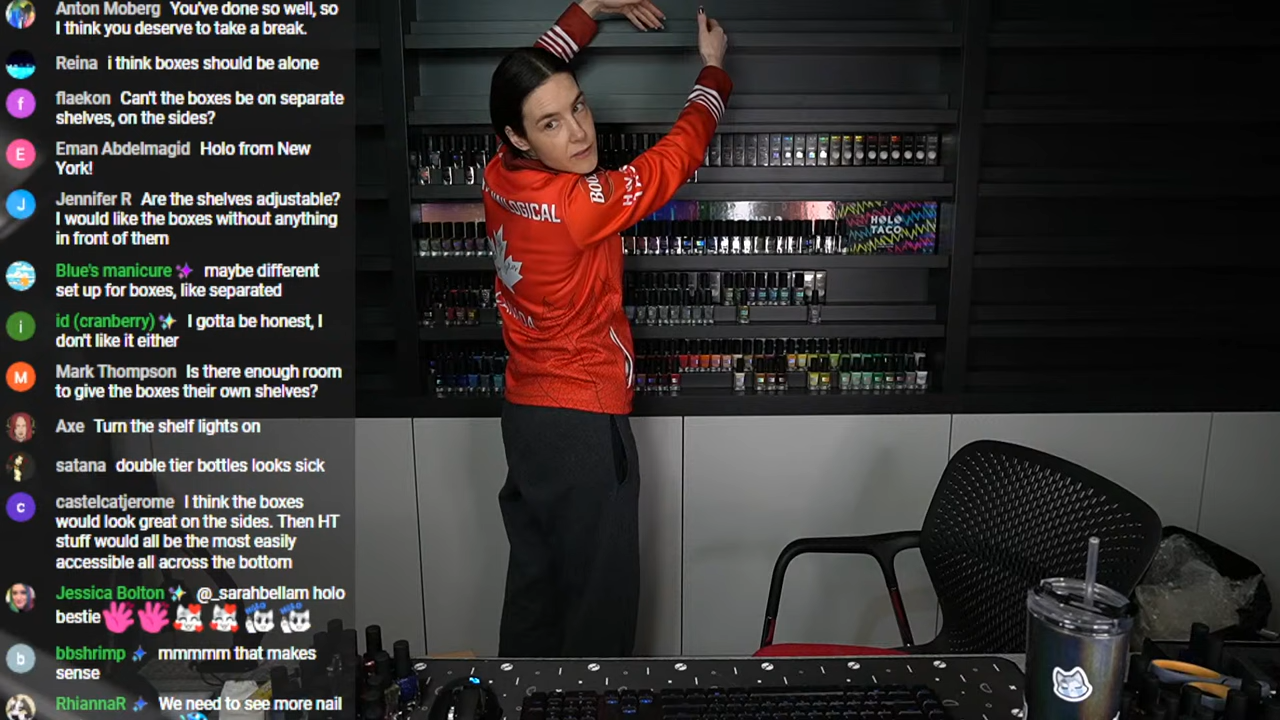 Anton Moberg You've done so well, so
I think you deserve to take a break.
Reina i think boxes should be alone
flaekon Can't the boxes be on separate
shelves, on the sides?
Eman Abdelmagid Holo from New
York!
Jennifer R Are the shelves adjustable?
I would like the boxes without anything
in front of them
Blue's manicure maybe different
set up for boxes, like separated
id (cranberry) I gotta be honest, I
don't like it either
Mark Thompson Is there enough room
to give the boxes their own shelves?
Axe Turn the shelf lights on
satana double tier bottles looks sick
castelcatjerome I think the boxes
would look great on the sides. Then HT
stuff would all be the most easily
accessible all across the bottom
Jessica Bolton @_sarahbellam holo
bestie
bbshrimp mmmmm that makes
sense
RhiannaR We need to see more nail
HOLO
TACO